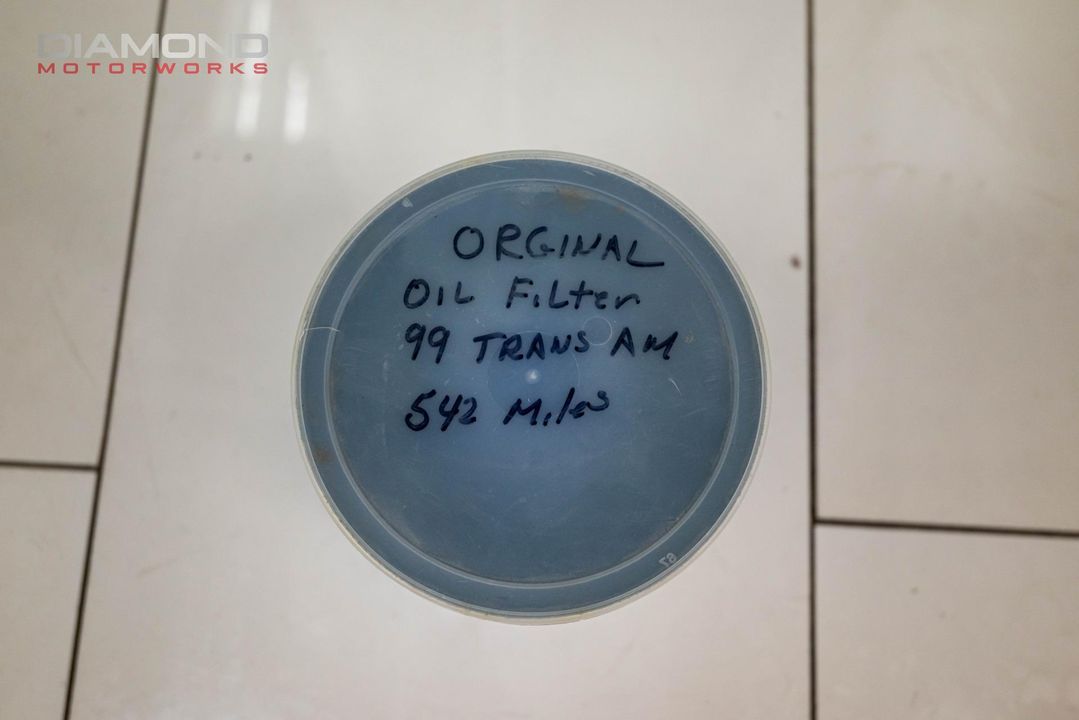 DIAMOND
MOTORWORKS
ORGINAL
OIL FiLter
99 TRANS AM
542 Miles